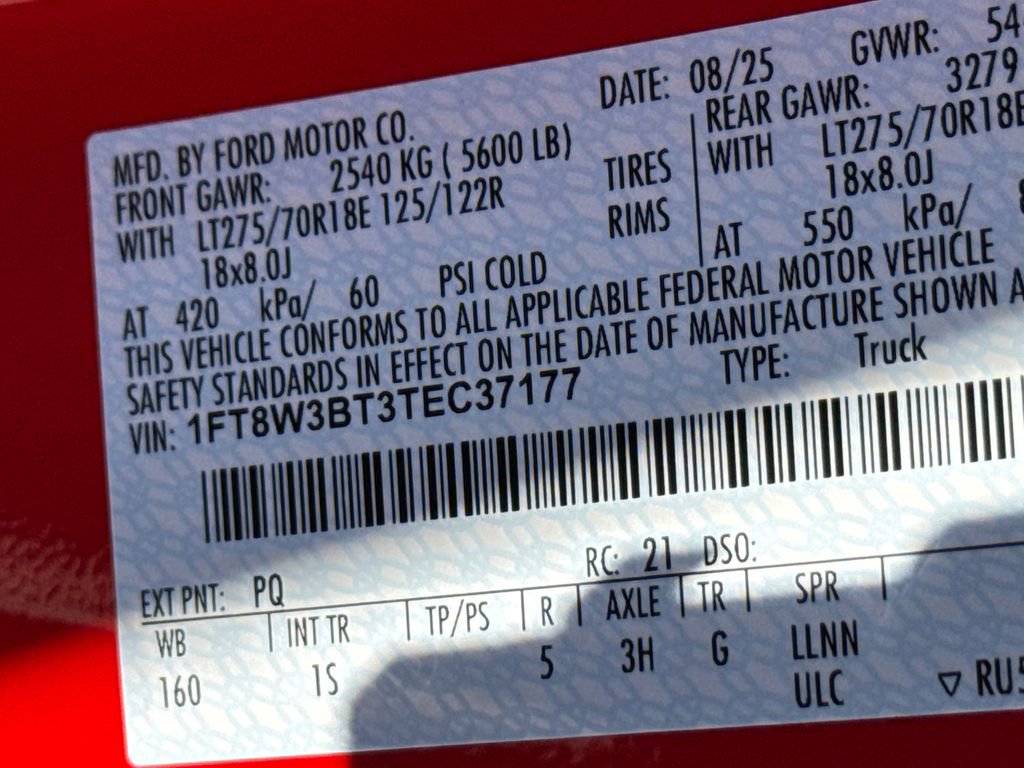 DATE: 08/25 GVWR: 54
MFD. BY FORD MOTOR CO.
FRONT GAWR: 2540 KG ( 5600 LB) REAR GAWR: 3279
WITH LT275/70R18E 125/122R TIRES WITH LT275/70R18E
18x8.0J RIMS 18x8.0J
AT 420 kPa/ 60 PSI COLD AT 550 kPa/
THIS VEHICLE CONFORMS TO ALL APPLICABLE FEDERAL MOTOR VEHICLE
SAFETY STANDARDS IN EFFECT ON THE DATE OF MANUFACTURE SHOWN A
VIN: 1FT8W3BT3TEC37177 TYPE: Truck
EXT PNT: PQ RC: 21 DSO:
WB INT TR TP/PS R AXLE TR SPR
160 1S 5 3H G LLNN
ULC ▽ RU5